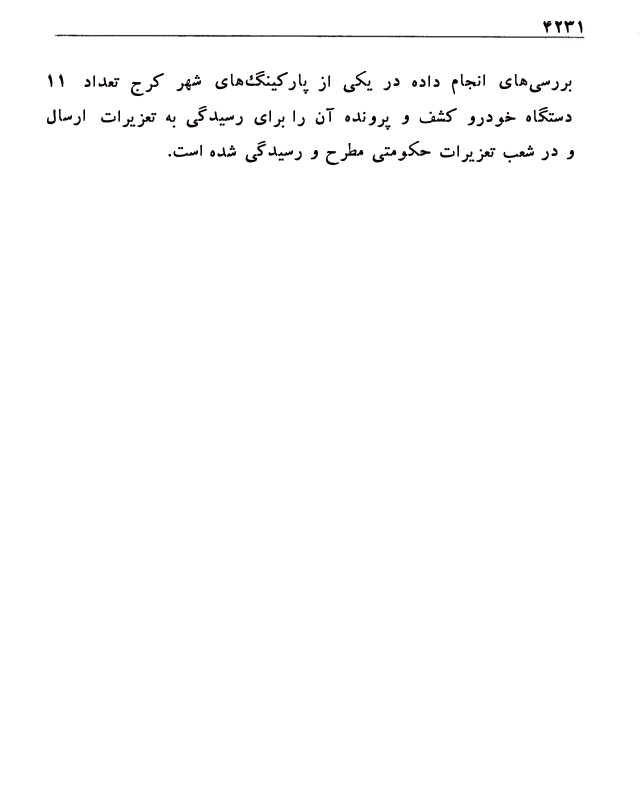 ۴۲۳۱
بررسی‌های انجام داده در یکی از پارکینگ‌های شهر کرج تعداد ۱۱
دستگاه خودرو کشف و پرونده آن را برای رسیدگی به تعزیرات ارسال
و در شعب تعزیرات حکومتی مطرح و رسیدگی شده است.